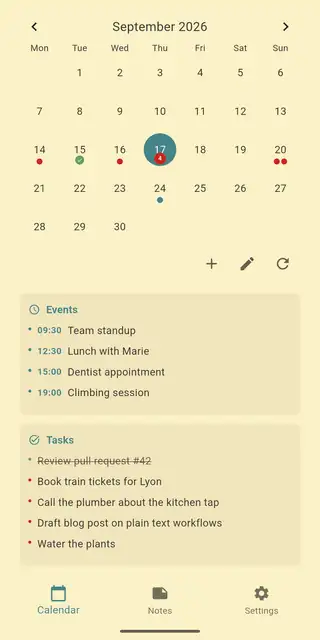 September 2026
Mon Tue Wed Thu Fri Sat Sun
1 2 3 4 5 6
7 8 9 10 11 12 13
14 15 16 17 18 19 20
4
21 22 23 24 25 26 27
28 29 30
Events
09:30 Team standup
12:30 Lunch with Marie
15:00 Dentist appointment
19:00 Climbing session
Tasks
Review pull request #42
Book train tickets for Lyon
Call the plumber about the kitchen tap
Draft blog post on plain text workflows
Water the plants
Calendar Notes Settings